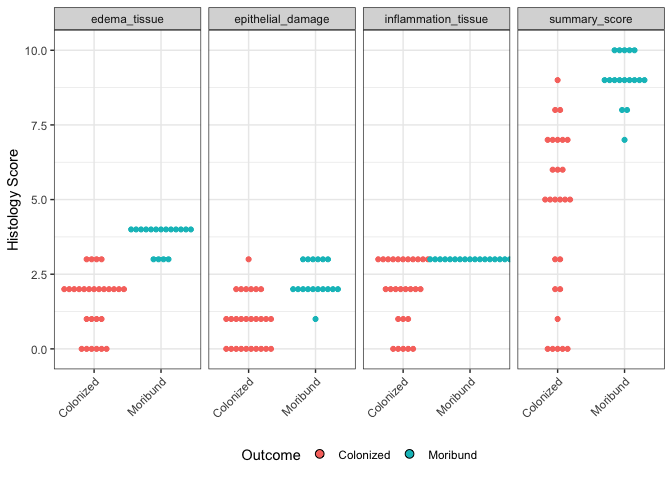 edema_tissue epithelial_damage inflammation_tissue summary_score
Histology Score
10.0
7.5
5.0
2.5
0.0
Colonized Moribund Colonized Moribund Colonized Moribund Colonized Moribund
Outcome Colonized Moribund